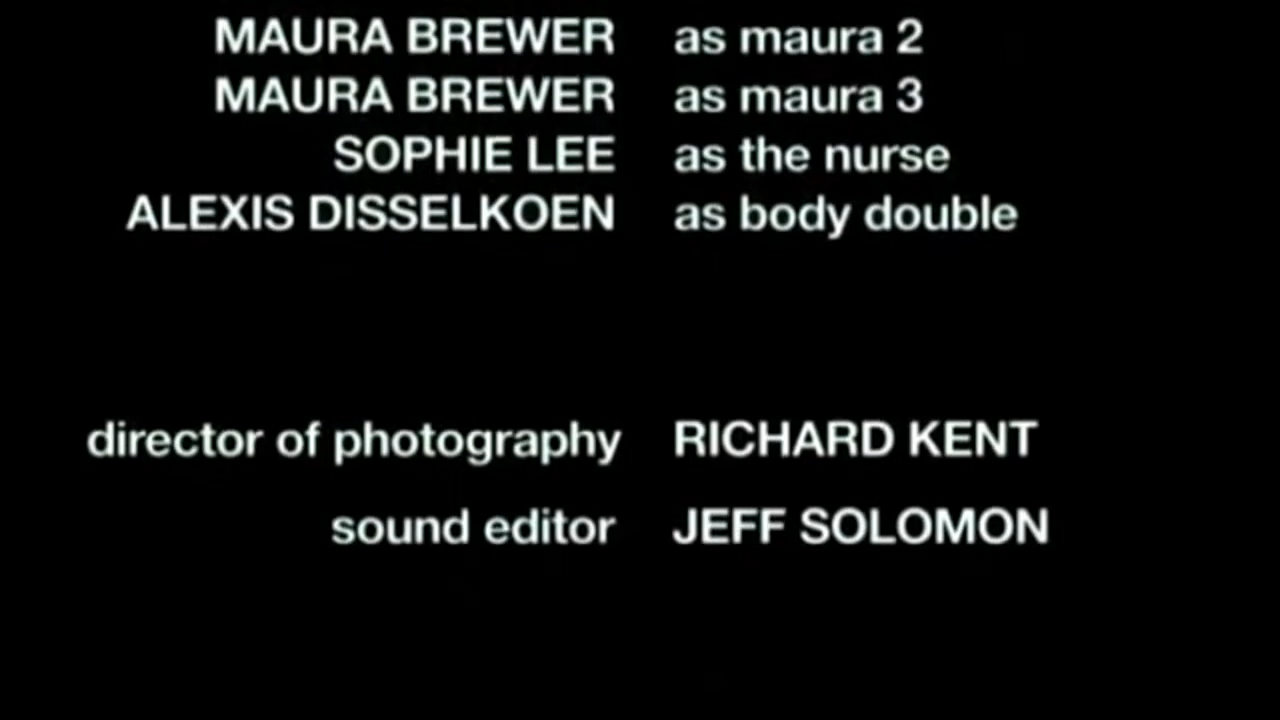 MAURA BREWER as maura 2
MAURA BREWER as maura 3
SOPHIE LEE as the nurse
ALEXIS DISSELKOEN as body double
director of photography RICHARD KENT
sound editor JEFF SOLOMON